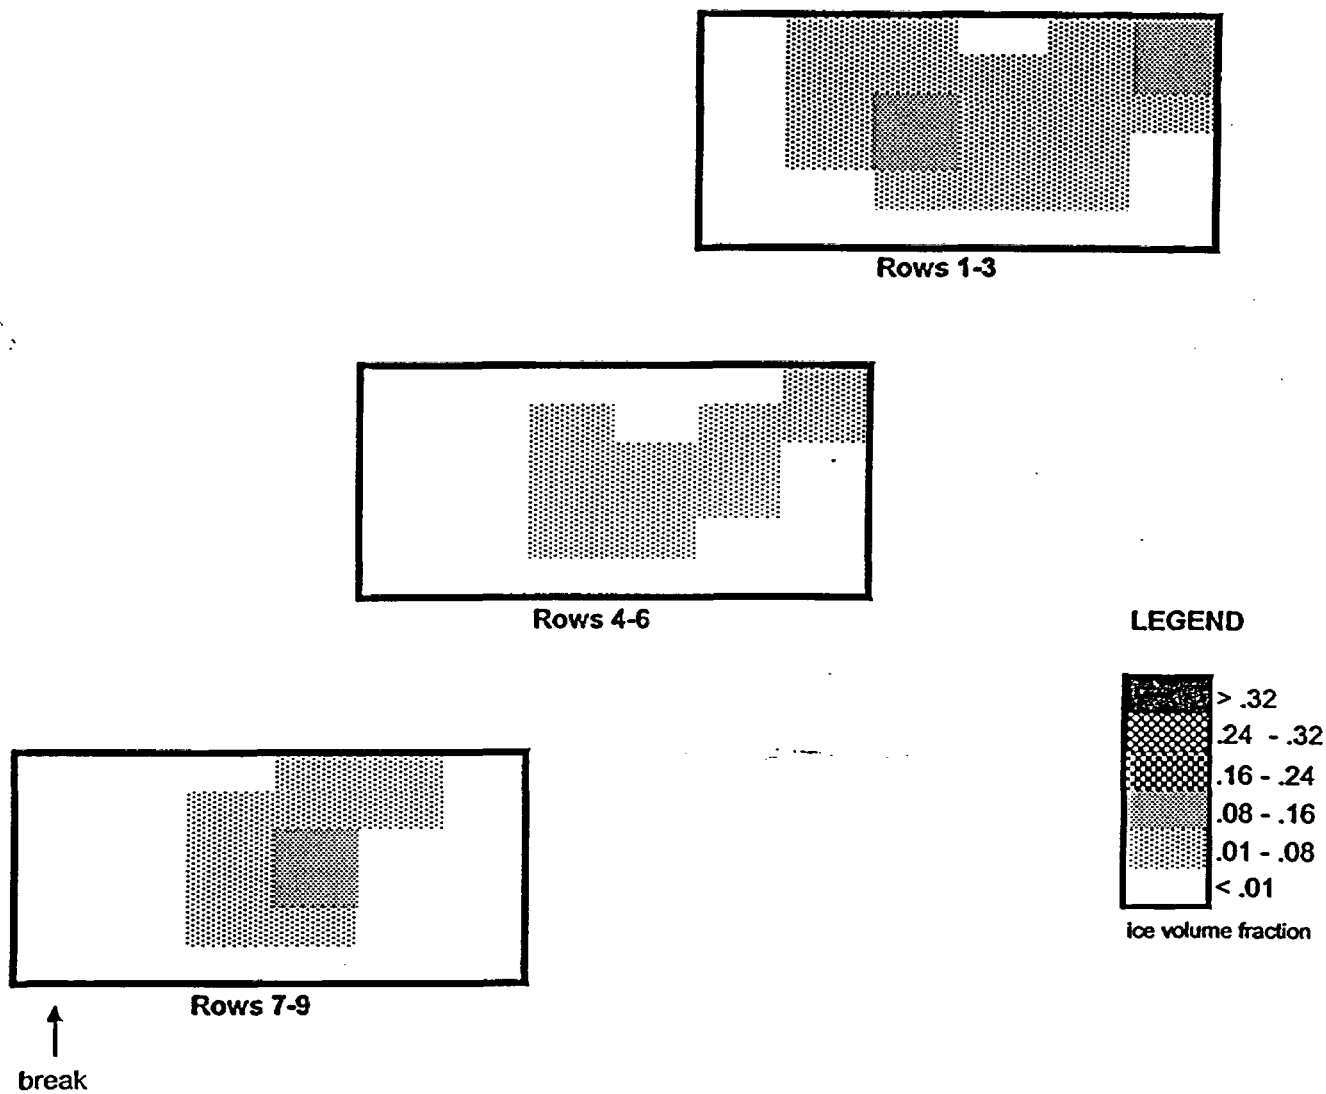 Rows 1-3
Rows 4-6
LEGEND
> .32
.24 - .32
.16 - .24
.08 - .16
.01 - .08
< .01
ice volume fraction
Rows 7-9
break